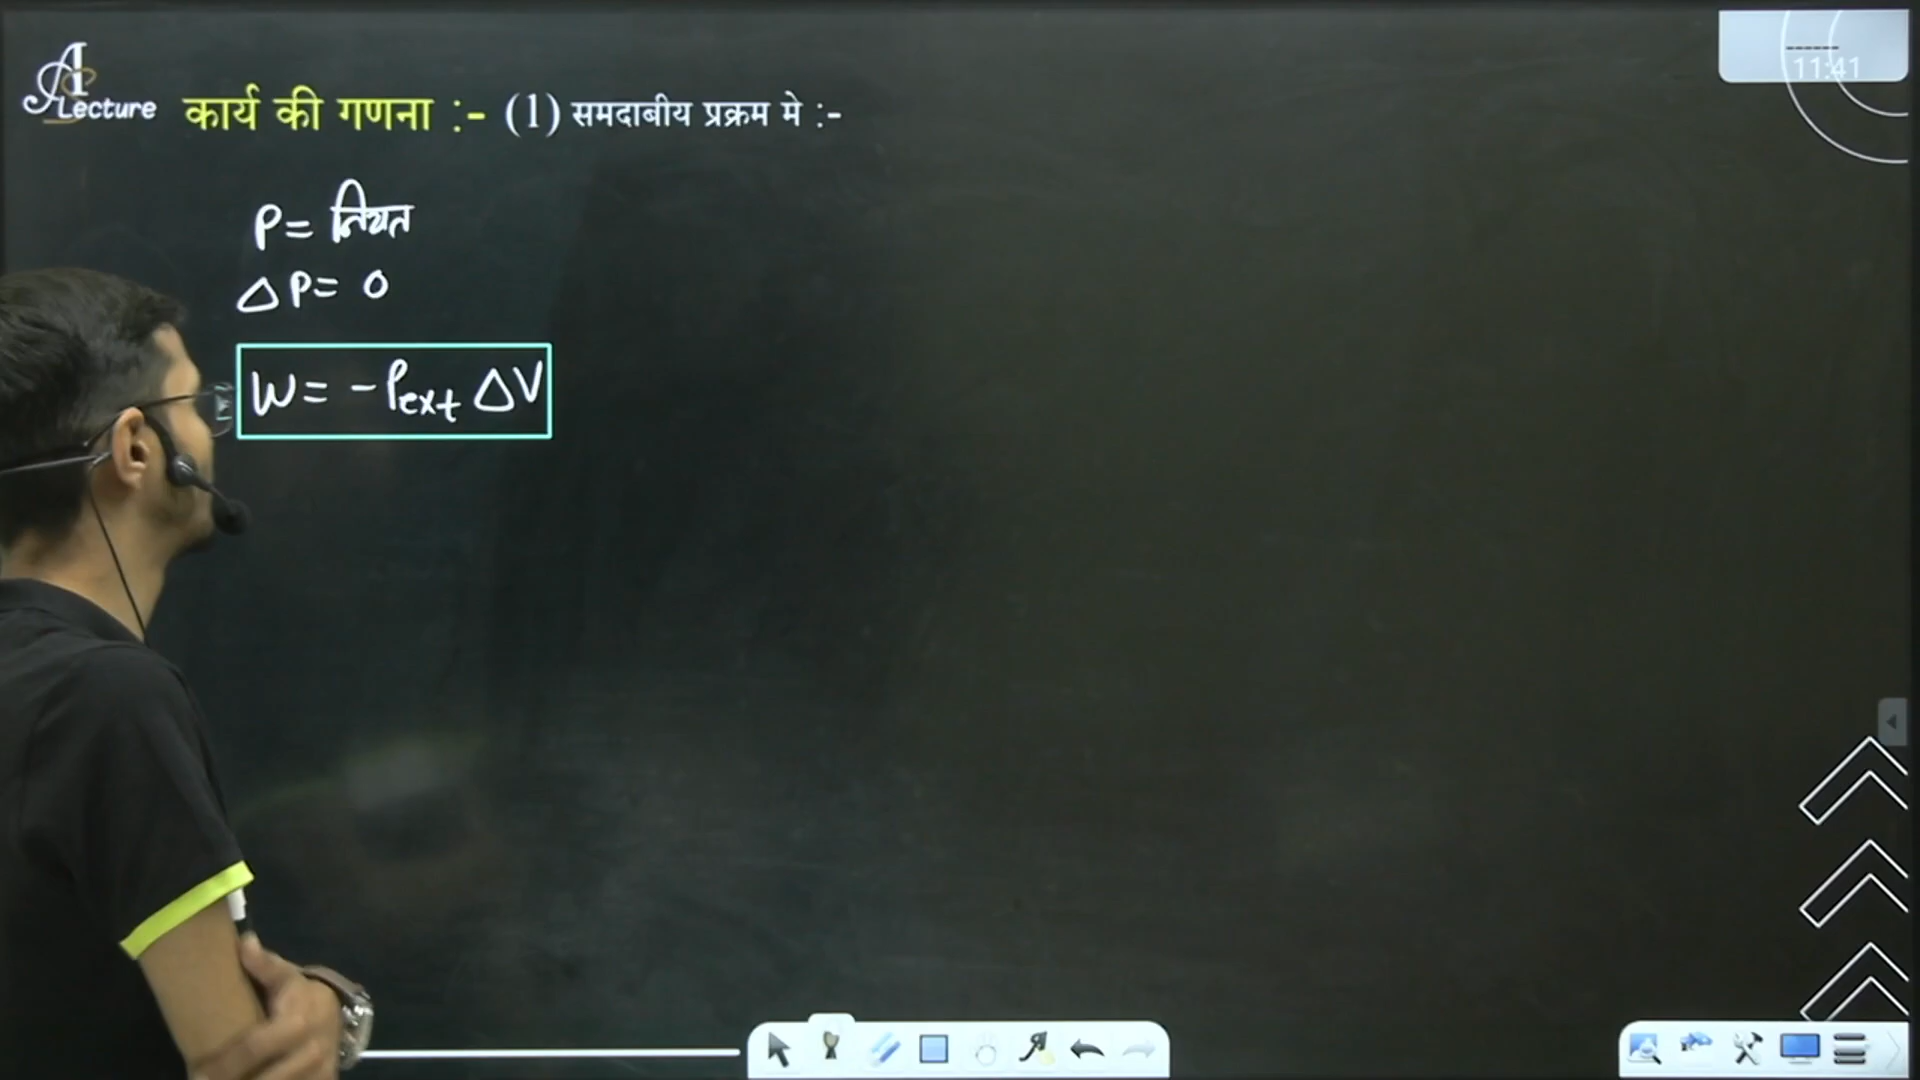 A Lecture
कार्य की गणना :- (1) समदाबीय प्रक्रम मे :-
11:41
P = नियत
ΔP = 0
W = -Pext ΔV